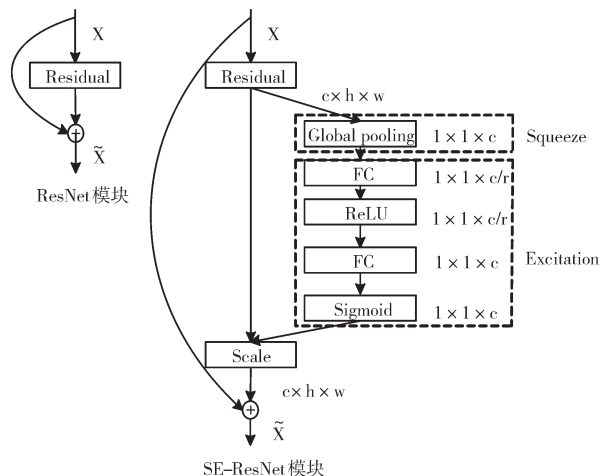 X
Residual
+
X̃
ResNet模块
X
Residual
c×h×w
Global pooling 1×1×c Squeeze
FC 1×1×c/r
ReLU 1×1×c/r
FC 1×1×c
Excitation
Sigmoid 1×1×c
Scale
c×h×w
+
X̃
SE-ResNet模块